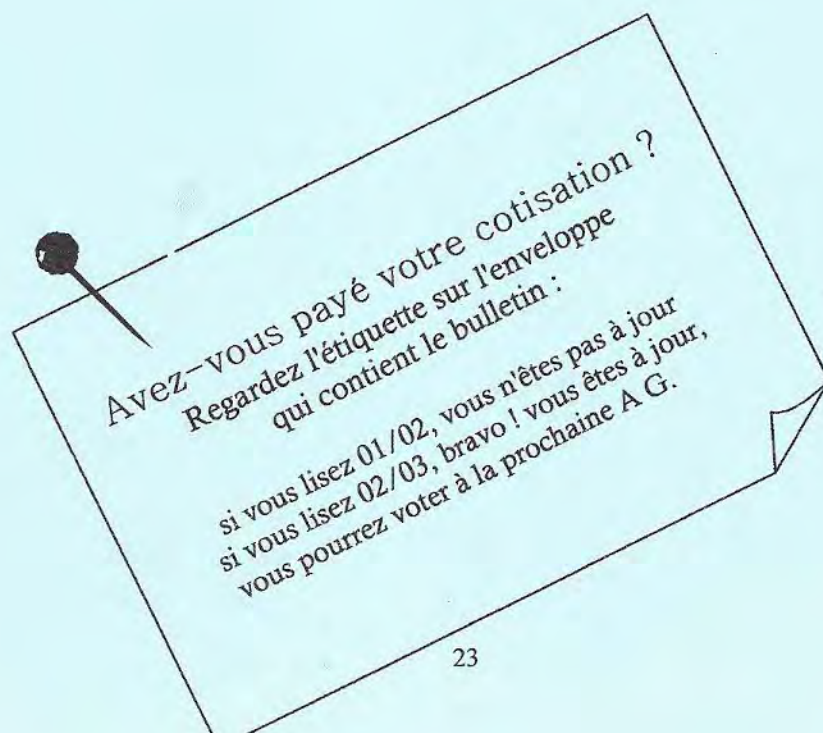 Avez-vous payé votre cotisation ?
Regardez l'étiquette sur l'enveloppe
qui contient le bulletin :
si vous lisez 01/02, vous n'êtes pas à jour
si vous lisez 02/03, bravo ! vous êtes à jour,
vous pourrez voter à la prochaine A G.
23